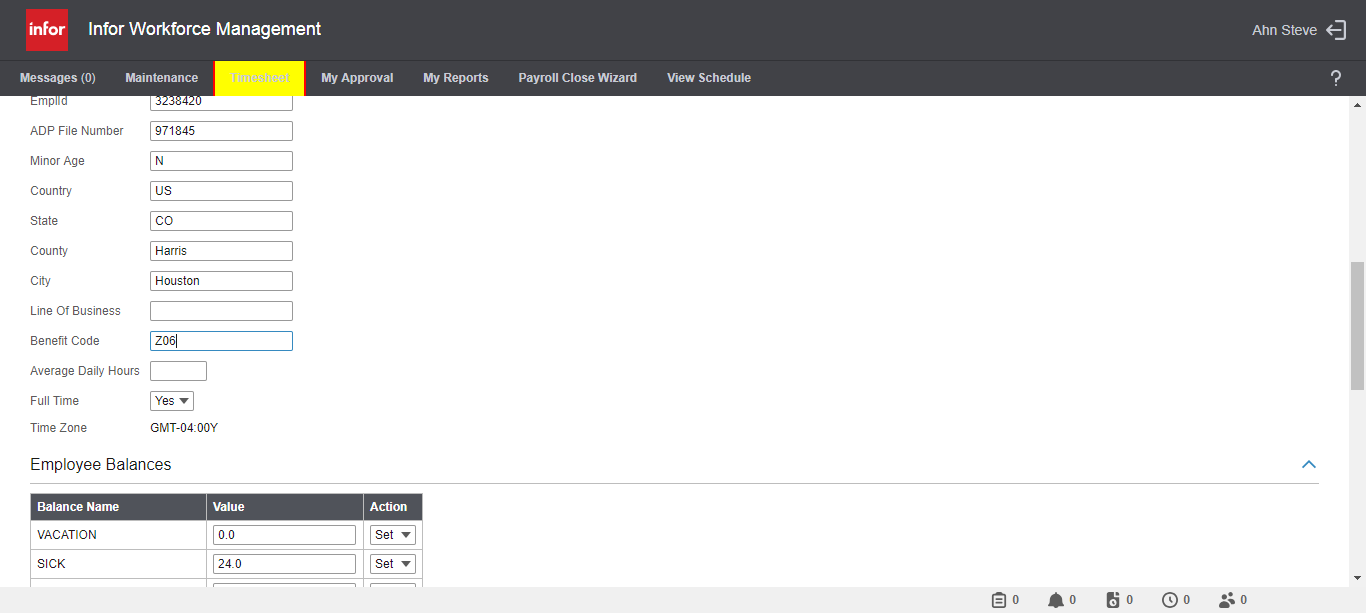 infor Infor Workforce Management Ahn Steve
Messages (0) Maintenance Timesheet My Approval My Reports Payroll Close Wizard View Schedule ?
EmplId 3238420
ADP File Number 971845
Minor Age N
Country US
State CO
County Harris
City Houston
Line Of Business
Benefit Code Z06
Average Daily Hours
Full Time Yes
Time Zone GMT-04:00Y
Employee Balances
Balance Name Value Action
VACATION 0.0 Set
SICK 24.0 Set
0 0 0 0 0